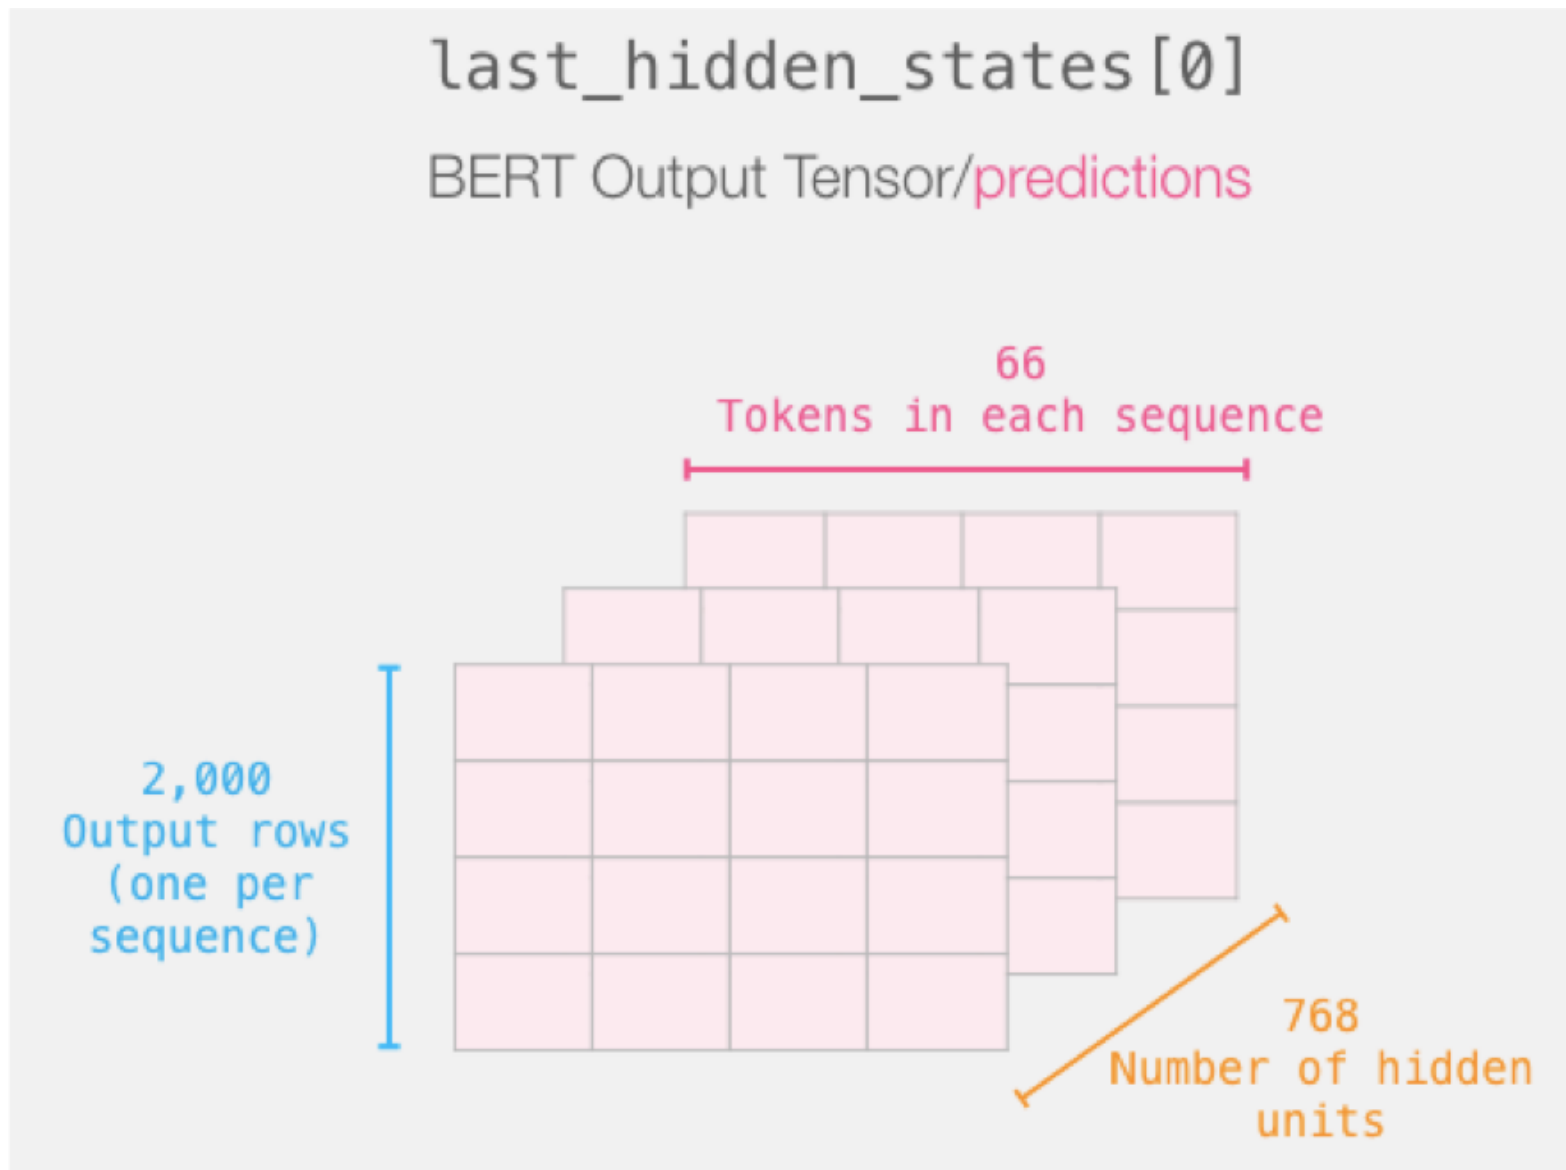 last_hidden_states[0]
BERT Output Tensor/predictions
66
Tokens in each sequence
2,000
Output rows
(one per
sequence)
768
Number of hidden
units